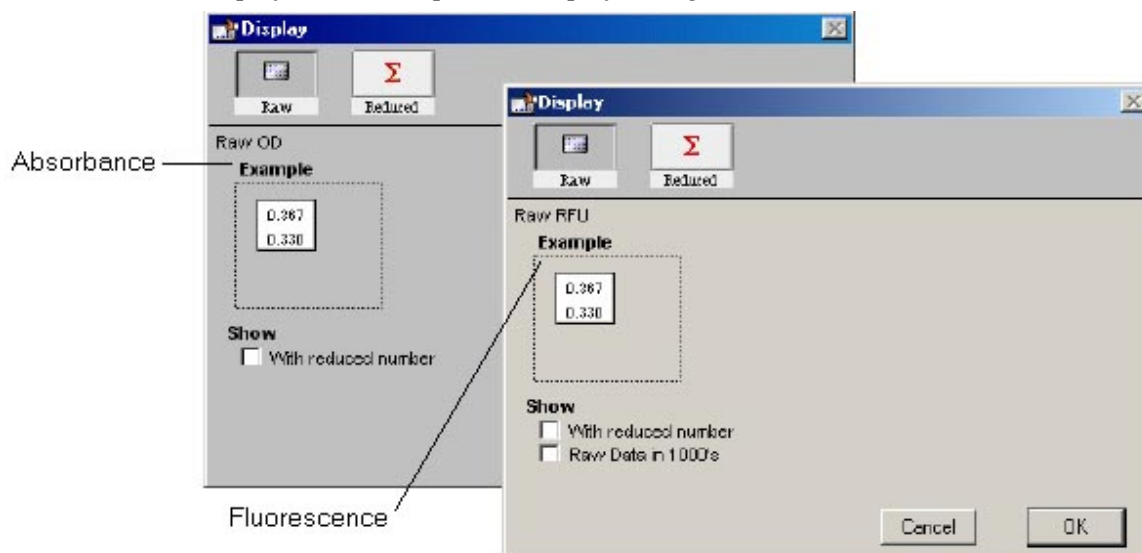 Display
Raw
Reduced
Raw OD
Absorbance
Example
0.367
0.330
Show
With reduced number
Display
Raw
Reduced
Raw RFU
Example
0.367
0.330
Show
With reduced number
Raw Data in 1000's
Fluorescence
Cancel
OK